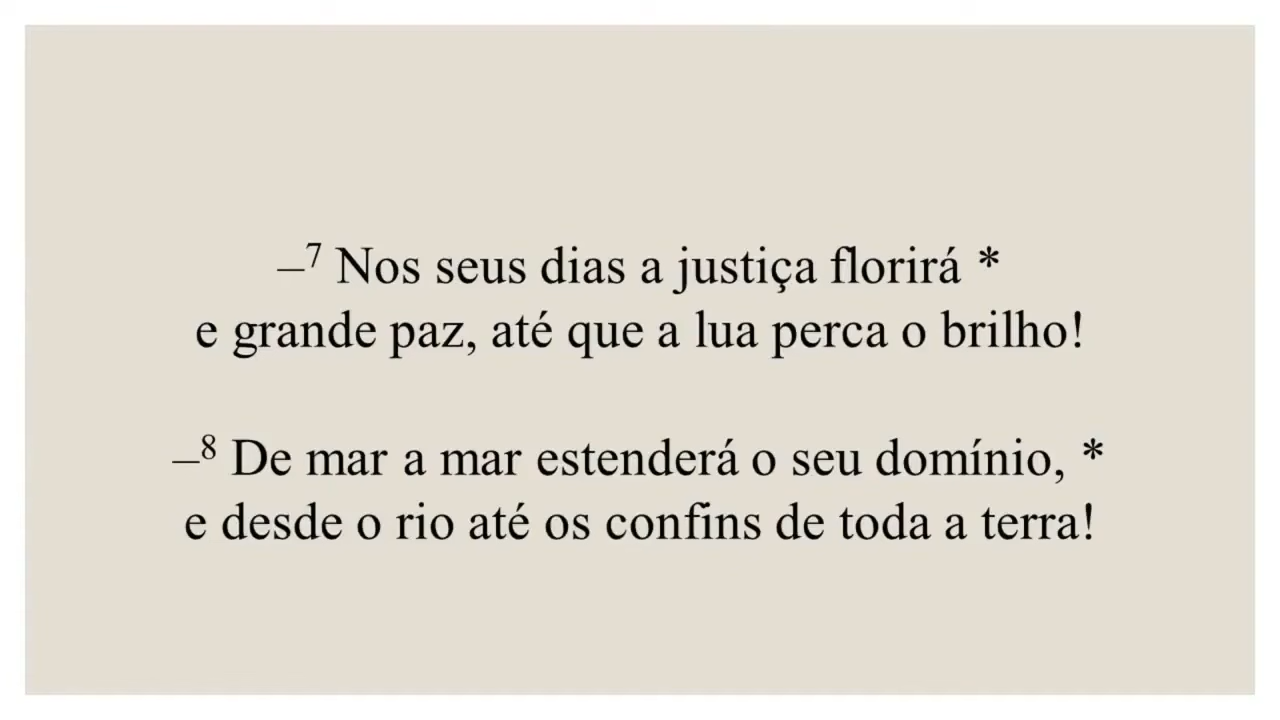 –⁷ Nos seus dias a justiça florirá *
e grande paz, até que a lua perca o brilho!
–⁸ De mar a mar estenderá o seu domínio, *
e desde o rio até os confins de toda a terra!